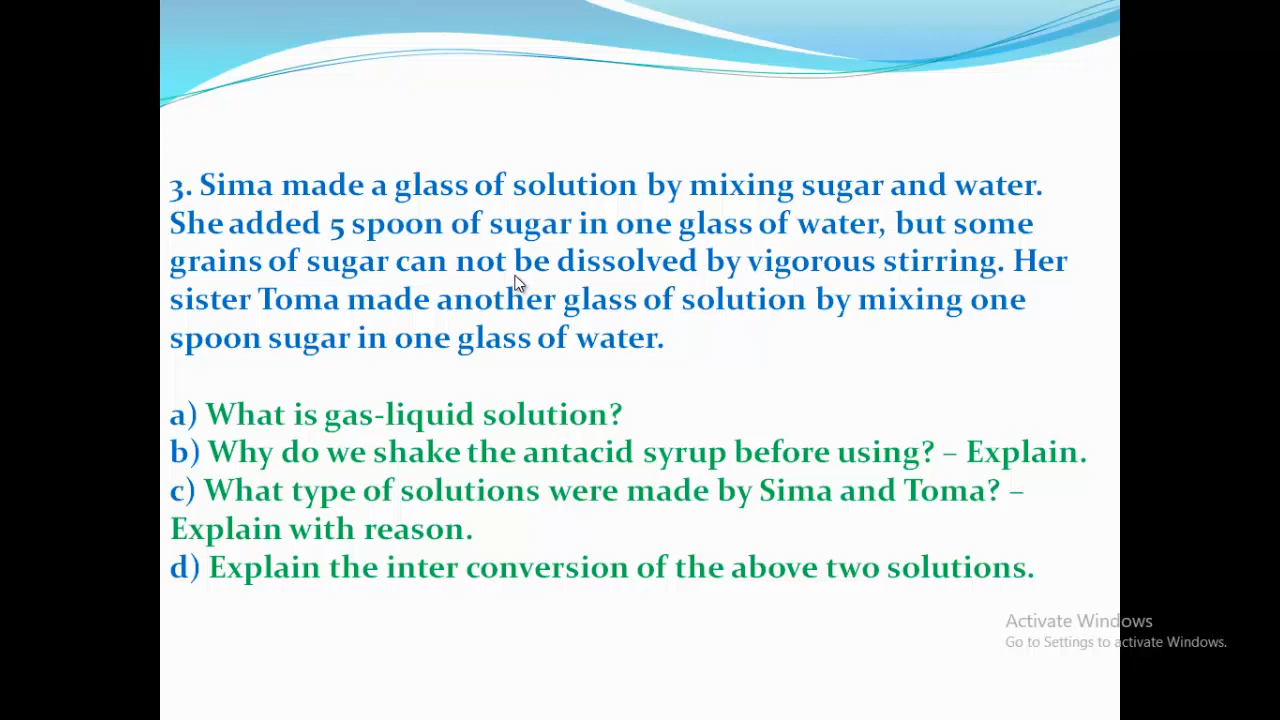 3. Sima made a glass of solution by mixing sugar and water.
She added 5 spoon of sugar in one glass of water, but some
grains of sugar can not be dissolved by vigorous stirring. Her
sister Toma made another glass of solution by mixing one
spoon sugar in one glass of water.
a) What is gas-liquid solution?
b) Why do we shake the antacid syrup before using? – Explain.
c) What type of solutions were made by Sima and Toma? –
Explain with reason.
d) Explain the inter conversion of the above two solutions.
Activate Windows
Go to Settings to activate Windows.